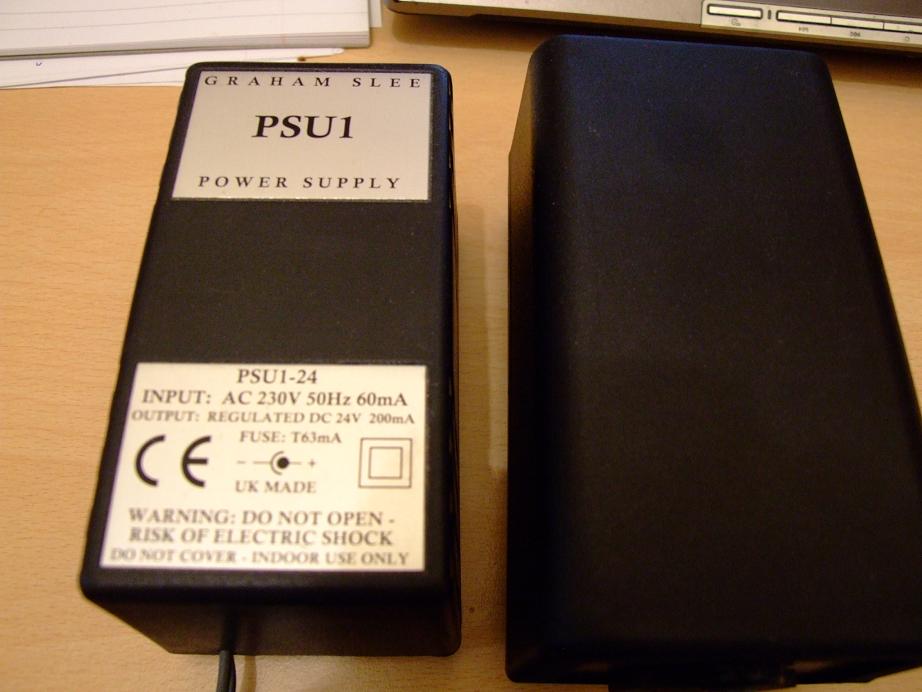 GRAHAM SLEE
PSU1
POWER SUPPLY
PSU1-24
INPUT: AC 230V 50Hz 60mA
OUTPUT: REGULATED DC 24V 200mA
FUSE: T63mA
CE
- +
UK MADE
WARNING: DO NOT OPEN -
RISK OF ELECTRIC SHOCK
DO NOT COVER - INDOOR USE ONLY